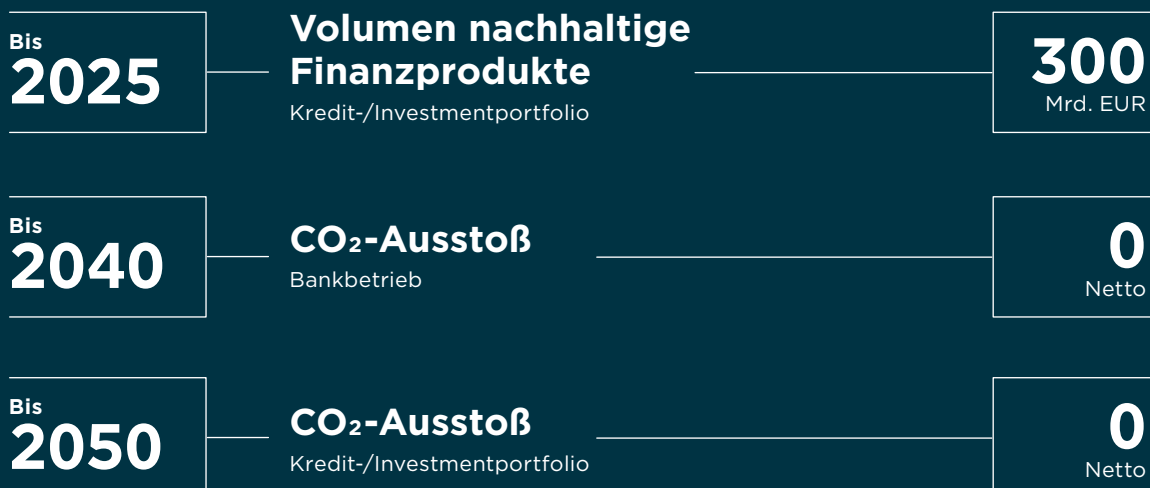 Bis
2025
Volumen nachhaltige
Finanzprodukte
Kredit-/Investmentportfolio
300
Mrd. EUR
Bis
2040
CO₂-Ausstoß
Bankbetrieb
0
Netto
Bis
2050
CO₂-Ausstoß
Kredit-/Investmentportfolio
0
Netto